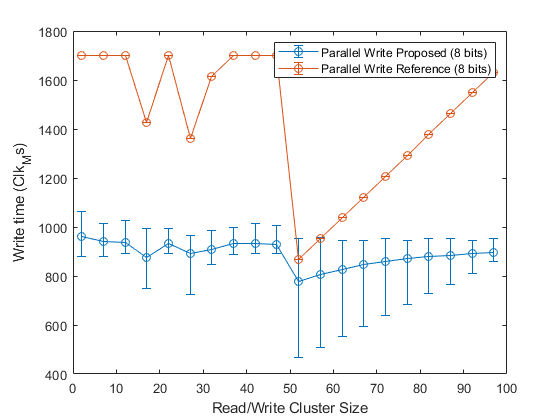 1800
1600
1400
1200
1000
800
600
400
0 10 20 30 40 50 60 70 80 90 100
Write time (Clk_Ms)
Read/Write Cluster Size
Parallel Write Proposed (8 bits)
Parallel Write Reference (8 bits)